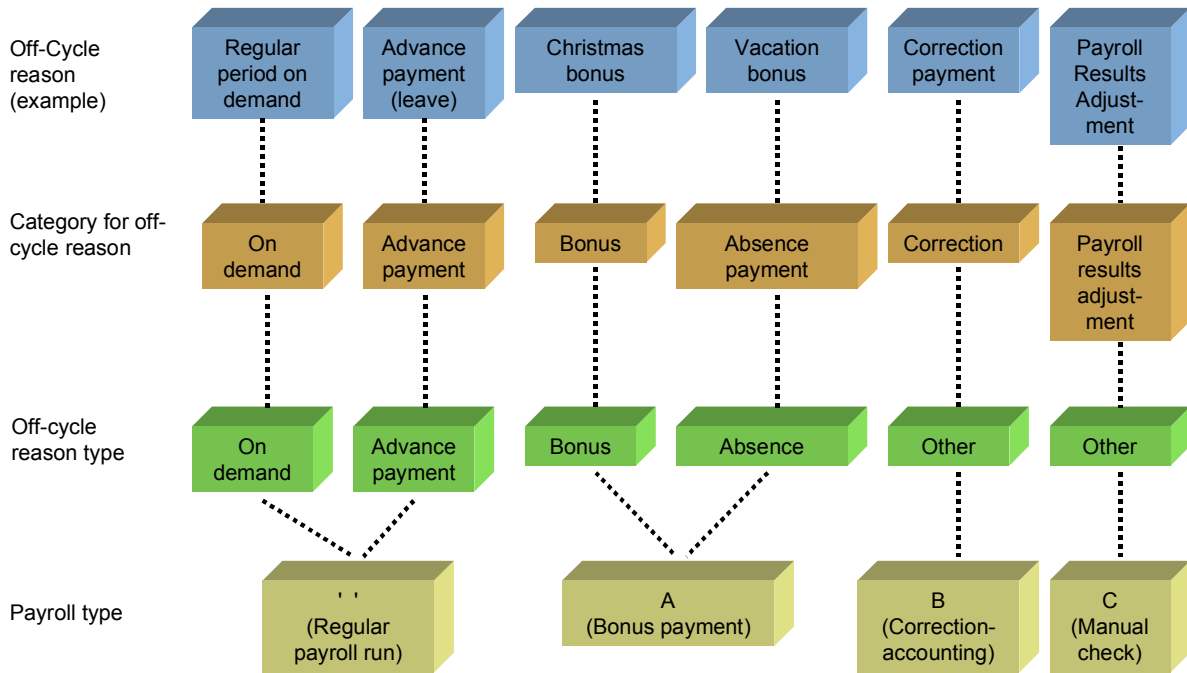 Off-Cycle
reason
(example)
Regular
period on
demand
Advance
payment
(leave)
Christmas
bonus
Vacation
bonus
Correction
payment
Payroll
Results
Adjust-
ment
Category for off-
cycle reason
On
demand
Advance
payment
Bonus
Absence
payment
Correction
Payroll
results
adjust-
ment
Off-cycle
reason type
On
demand
Advance
payment
Bonus
Absence
Other
Other
Payroll type
' '
(Regular
payroll run)
A
(Bonus payment)
B
(Correction-
accounting)
C
(Manual
check)